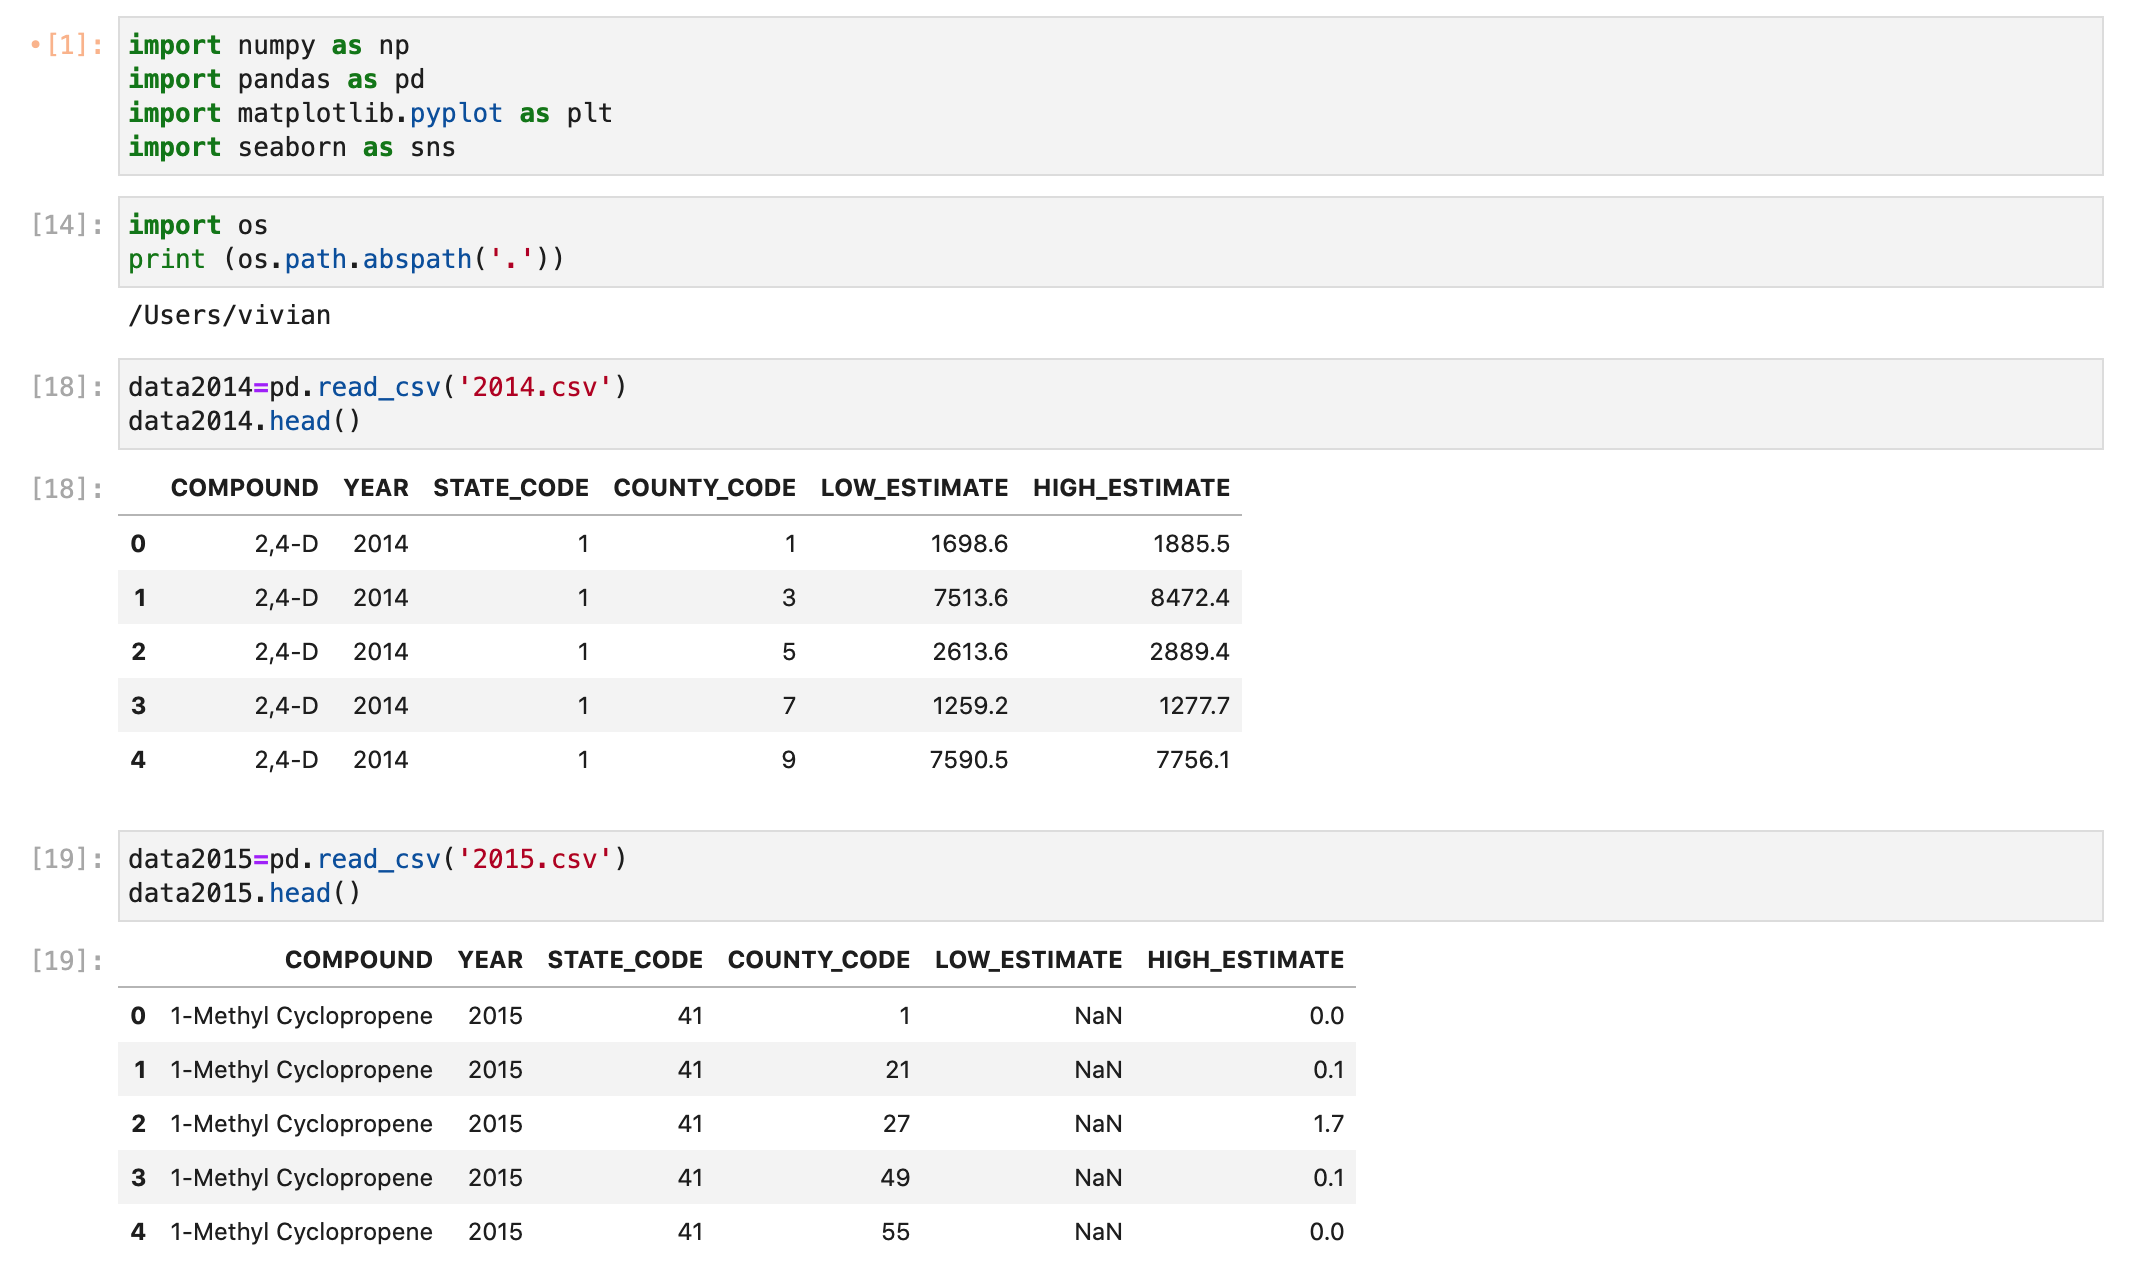 [1]: import numpy as np
import pandas as pd
import matplotlib.pyplot as plt
import seaborn as sns
[14]: import os
print (os.path.abspath('.'))
/Users/vivian
[18]: data2014=pd.read_csv('2014.csv')
data2014.head()
[18]: COMPOUND YEAR STATE_CODE COUNTY_CODE LOW_ESTIMATE HIGH_ESTIMATE
0 2,4-D 2014 1 1 1698.6 1885.5
1 2,4-D 2014 1 3 7513.6 8472.4
2 2,4-D 2014 1 5 2613.6 2889.4
3 2,4-D 2014 1 7 1259.2 1277.7
4 2,4-D 2014 1 9 7590.5 7756.1
[19]: data2015=pd.read_csv('2015.csv')
data2015.head()
[19]: COMPOUND YEAR STATE_CODE COUNTY_CODE LOW_ESTIMATE HIGH_ESTIMATE
0 1-Methyl Cyclopropene 2015 41 1 NaN 0.0
1 1-Methyl Cyclopropene 2015 41 21 NaN 0.1
2 1-Methyl Cyclopropene 2015 41 27 NaN 1.7
3 1-Methyl Cyclopropene 2015 41 49 NaN 0.1
4 1-Methyl Cyclopropene 2015 41 55 NaN 0.0